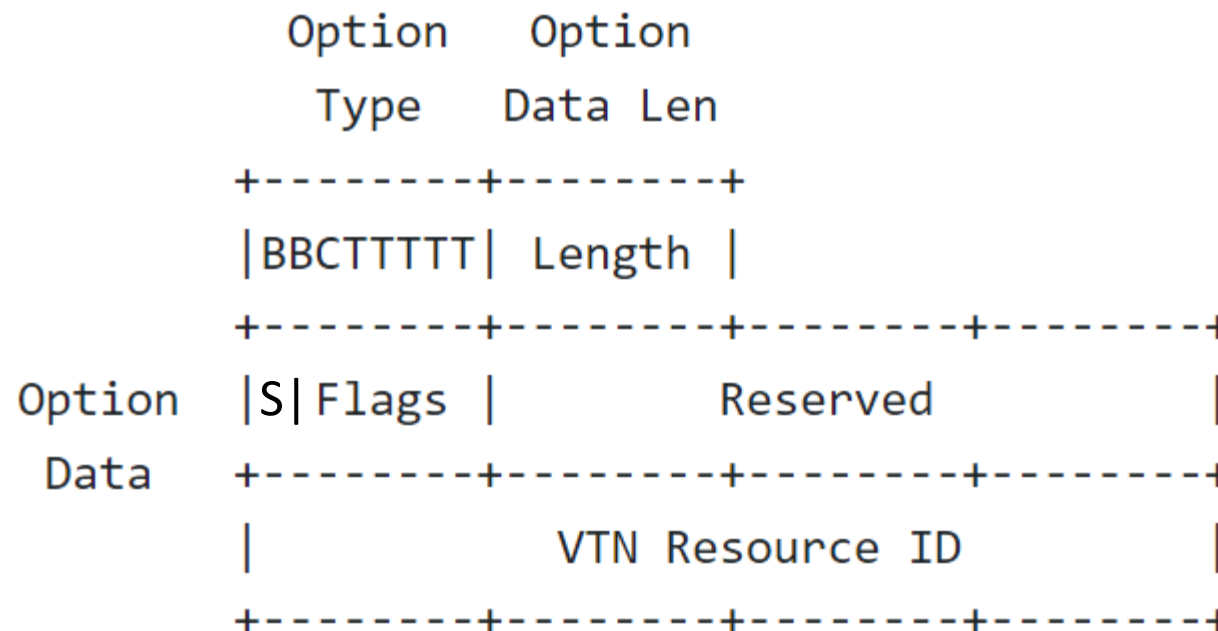 Option   Option
Type   Data Len
+--------+--------+
|BBCTTTTT| Length |
+--------+--------+--------+--------+
Option |S| Flags | Reserved |
Data +--------+--------+--------+--------+
| VTN Resource ID |
+--------+--------+--------+--------+